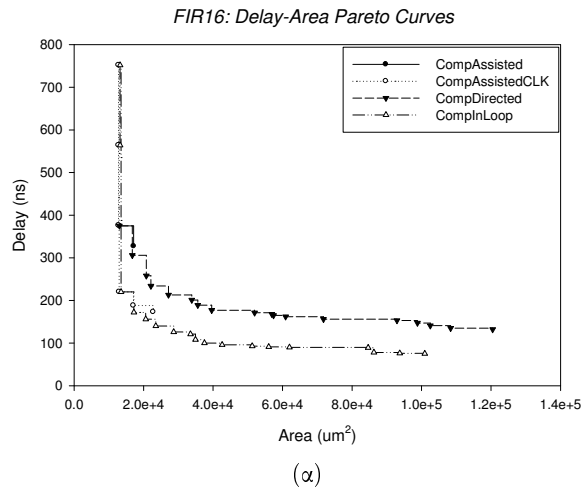 FIR16: Delay-Area Pareto Curves
800
700
600
500
400
300
200
100
0
Delay (ns)
CompAssisted
CompAssistedCLK
CompDirected
CompInLoop
0.0 2.0e+4 4.0e+4 6.0e+4 8.0e+4 1.0e+5 1.2e+5 1.4e+5
Area (um²)
(α)